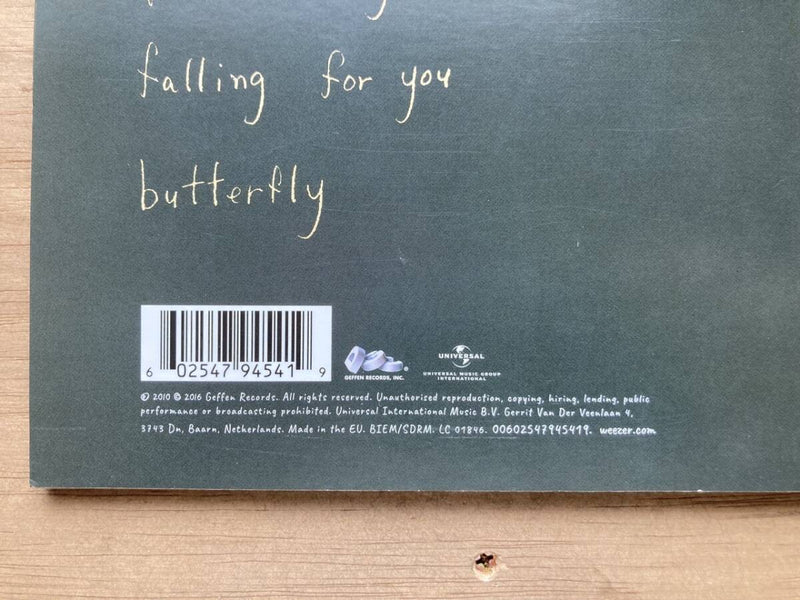 falling for you
butterfly
6 02547 94541 9
GEFFEN RECORDS, INC.
UNIVERSAL
UNIVERSAL MUSIC GROUP
INTERNATIONAL
℗ 2010 © 2016 Geffen Records. All rights reserved. Unauthorised reproduction, copying, hiring, lending, public
performance or broadcasting prohibited. Universal International Music B.V. Gerrit Van Der Veenlaan 4,
3743 Dn, Baarn, Netherlands. Made in the EU. BIEM/SDRM. LC 01846. 00602547945419. weezer.com